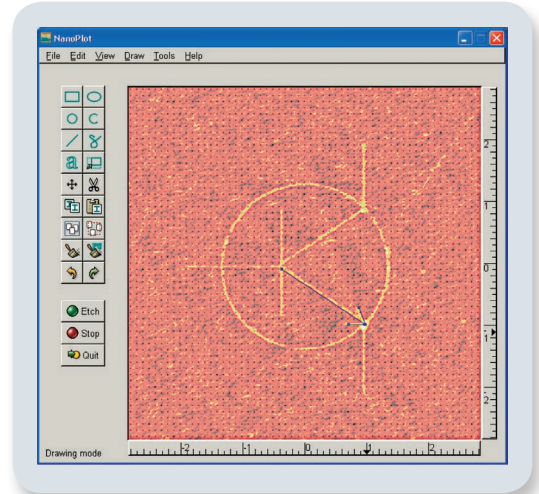 NanoPlot
File Edit View Draw Tools Help
a
2
1
0
1
2
Etch
Stop
Quit
Drawing mode
-2 -1 0 1 2